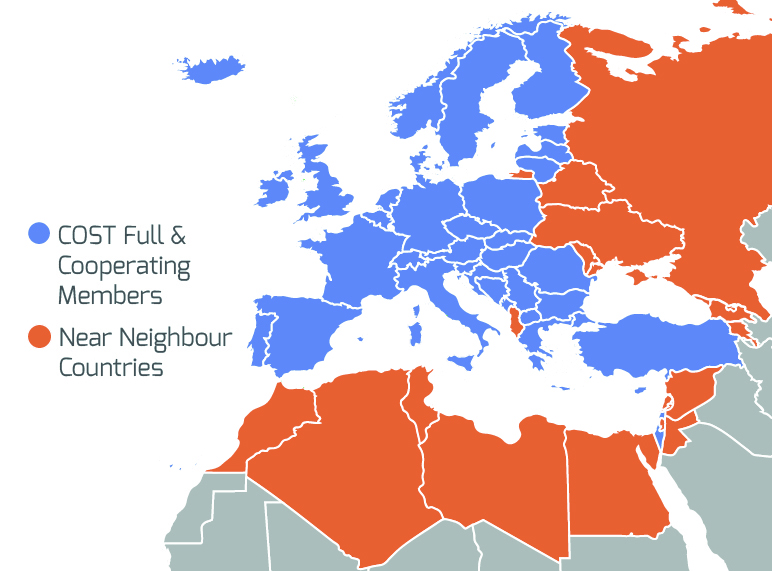 COST Full &
Cooperating
Members
Near Neighbour
Countries